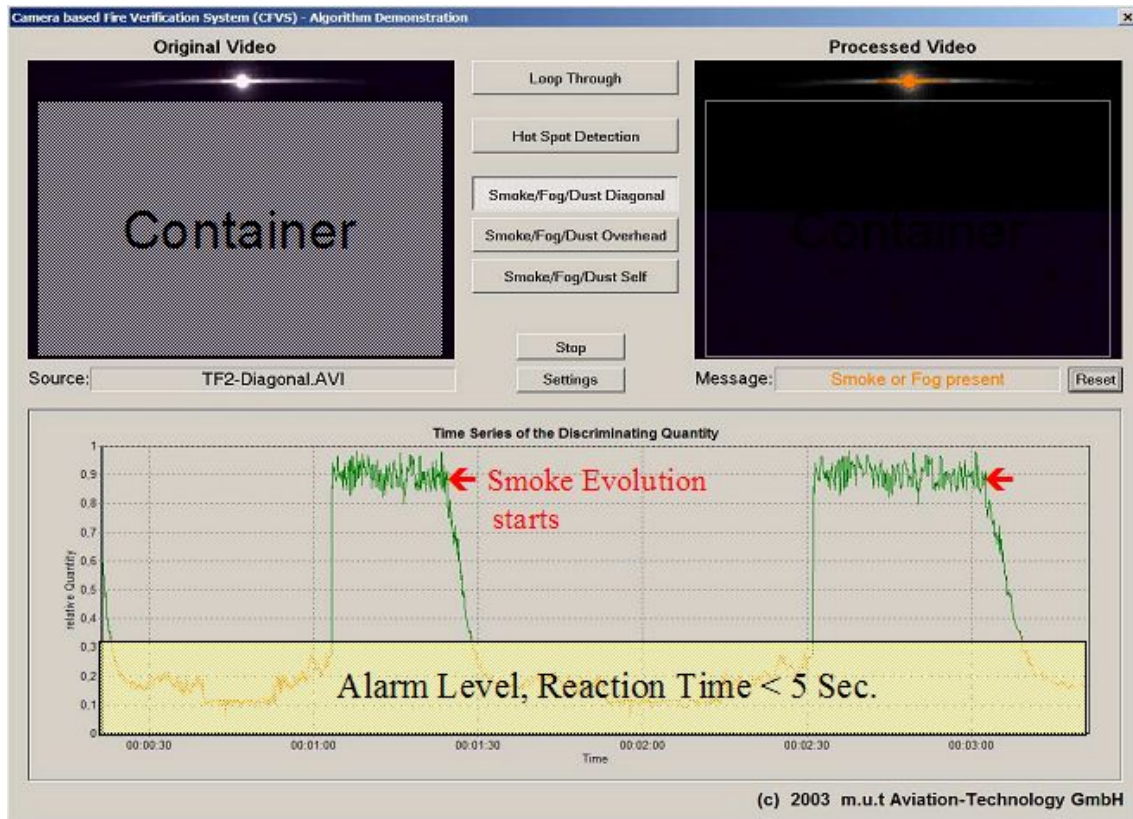 Camera based Fire Verification System (CFVS) - Algorithm Demonstration
Original Video
Processed Video
Container
Container
Loop Through
Hot Spot Detection
Smoke/Fog/Dust Diagonal
Smoke/Fog/Dust Overhead
Smoke/Fog/Dust Self
Stop
Settings
Source: TF2-Diagonal.AVI
Message: Smoke or Fog present
Reset
Time Series of the Discriminating Quantity
relative Quantity
1
0,9
0,8
0,7
0,6
0,5
0,4
0,3
0,2
0,1
0
Smoke Evolution
starts
Alarm Level, Reaction Time < 5 Sec.
00:00:30 00:01:00 00:01:30 00:02:00 00:02:30 00:03:00
Time
(c) 2003 m.u.t Aviation-Technology GmbH